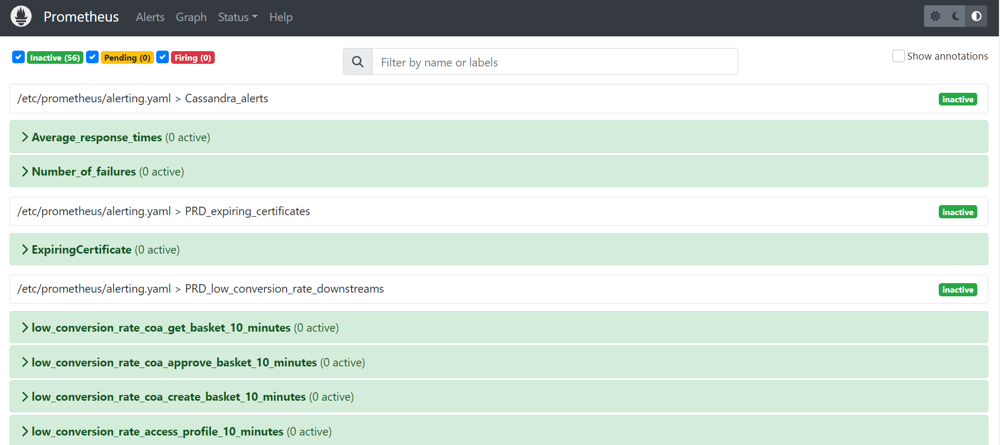 Prometheus Alerts Graph Status Help
Inactive (56) Pending (0) Firing (0) Filter by name or labels Show annotations
/etc/prometheus/alerting.yaml > Cassandra_alerts inactive
Average_response_times (0 active)
Number_of_failures (0 active)
/etc/prometheus/alerting.yaml > PRD_expiring_certificates inactive
ExpiringCertificate (0 active)
/etc/prometheus/alerting.yaml > PRD_low_conversion_rate_downstreams inactive
low_conversion_rate_coa_get_basket_10_minutes (0 active)
low_conversion_rate_coa_approve_basket_10_minutes (0 active)
low_conversion_rate_coa_create_basket_10_minutes (0 active)
low_conversion_rate_access_profile_10_minutes (0 active)